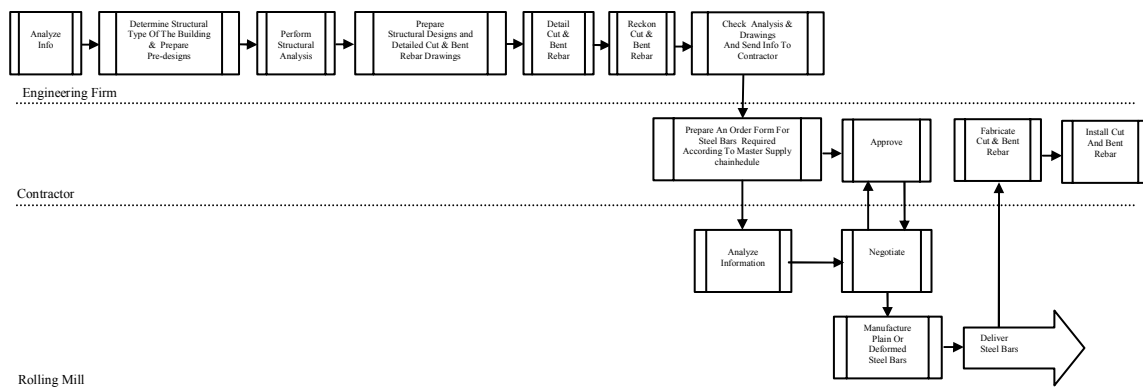 Analyze
Info
Determine Structural
Type Of The Building
& Prepare
Pre-designs
Perform
Structural
Analysis
Prepare
Structural Designs and
Detailed Cut & Bent
Rebar Drawings
Detail
Cut &
Bent
Rebar
Reckon
Cut &
Bent
Rebar
Check Analysis &
Drawings
And Send Info To
Contractor
Engineering Firm
Prepare An Order Form For
Steel Bars Required
According To Master Supply
chainhedule
Approve
Fabricate
Cut & Bent
Rebar
Install Cut
And Bent
Rebar
Contractor
Analyze
Information
Negotiate
Manufacture
Plain Or
Deformed
Steel Bars
Deliver
Steel Bars
Rolling Mill